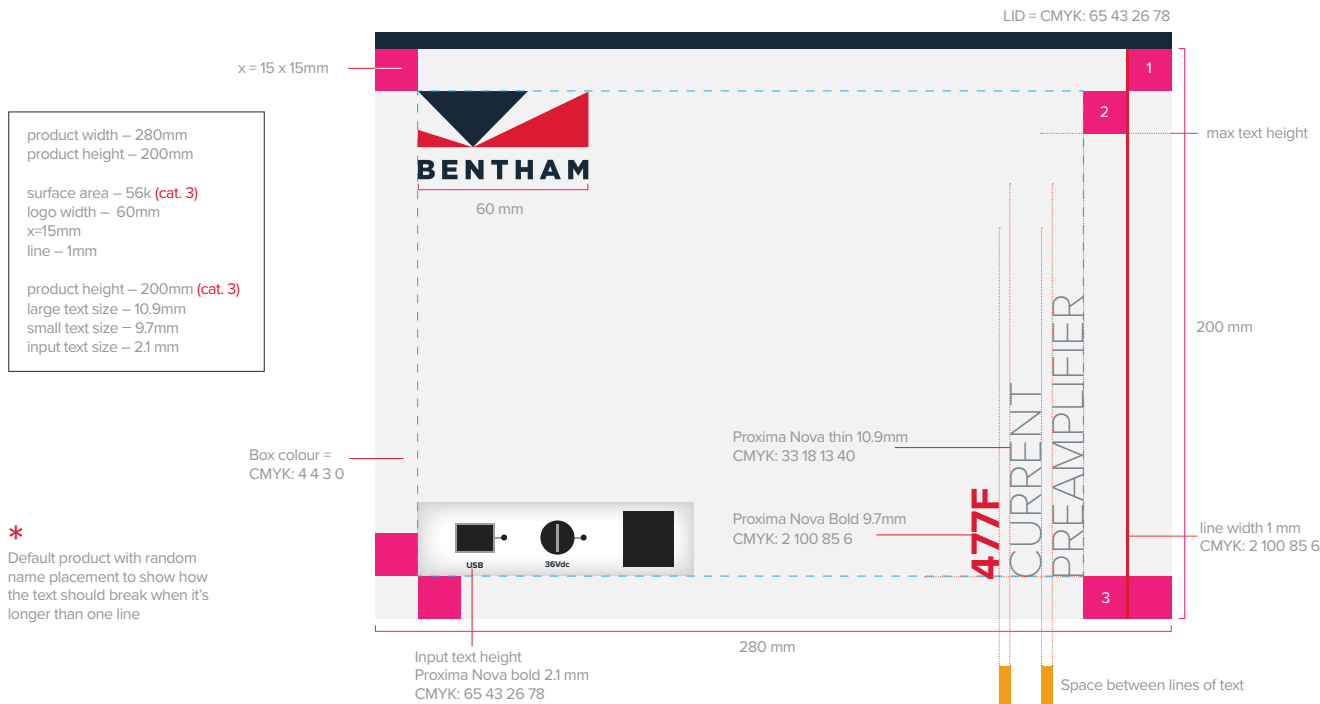 LID = CMYK: 65 43 26 78
x = 15 x 15mm
1
2
max text height
product width – 280mm
product height – 200mm
surface area – 56k (cat. 3)
logo width – 60mm
x=15mm
line – 1mm
product height – 200mm (cat. 3)
large text size – 10.9mm
small text size – 9.7mm
input text size – 2.1 mm
BENTHAM
60 mm
200 mm
Box colour =
CMYK: 4 4 3 0
Proxima Nova thin 10.9mm
CMYK: 33 18 13 40
Proxima Nova Bold 9.7mm
CMYK: 2 100 85 6
477F
CURRENT
PREAMPLIFIER
line width 1 mm
CMYK: 2 100 85 6
*
Default product with random
name placement to show how
the text should break when it's
longer than one line
USB
36Vdc
3
280 mm
Input text height
Proxima Nova bold 2.1 mm
CMYK: 65 43 26 78
Space between lines of text